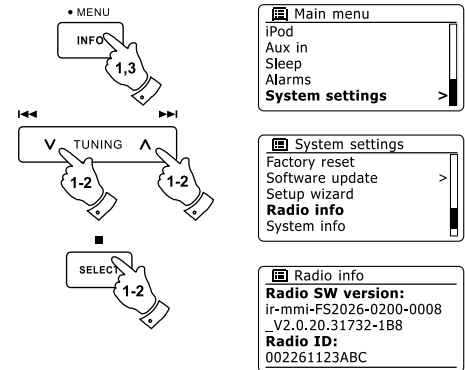 • MENU
INFO
1,3
TUNING
1-2
1-2
SELECT
1-2
Main menu
iPod
Aux in
Sleep
Alarms
System settings >
System settings
Factory reset
Software update >
Setup wizard
Radio info
System info
Radio info
Radio SW version:
ir-mmi-FS2026-0200-0008
_V2.0.20.31732-1B8
Radio ID:
002261123ABC